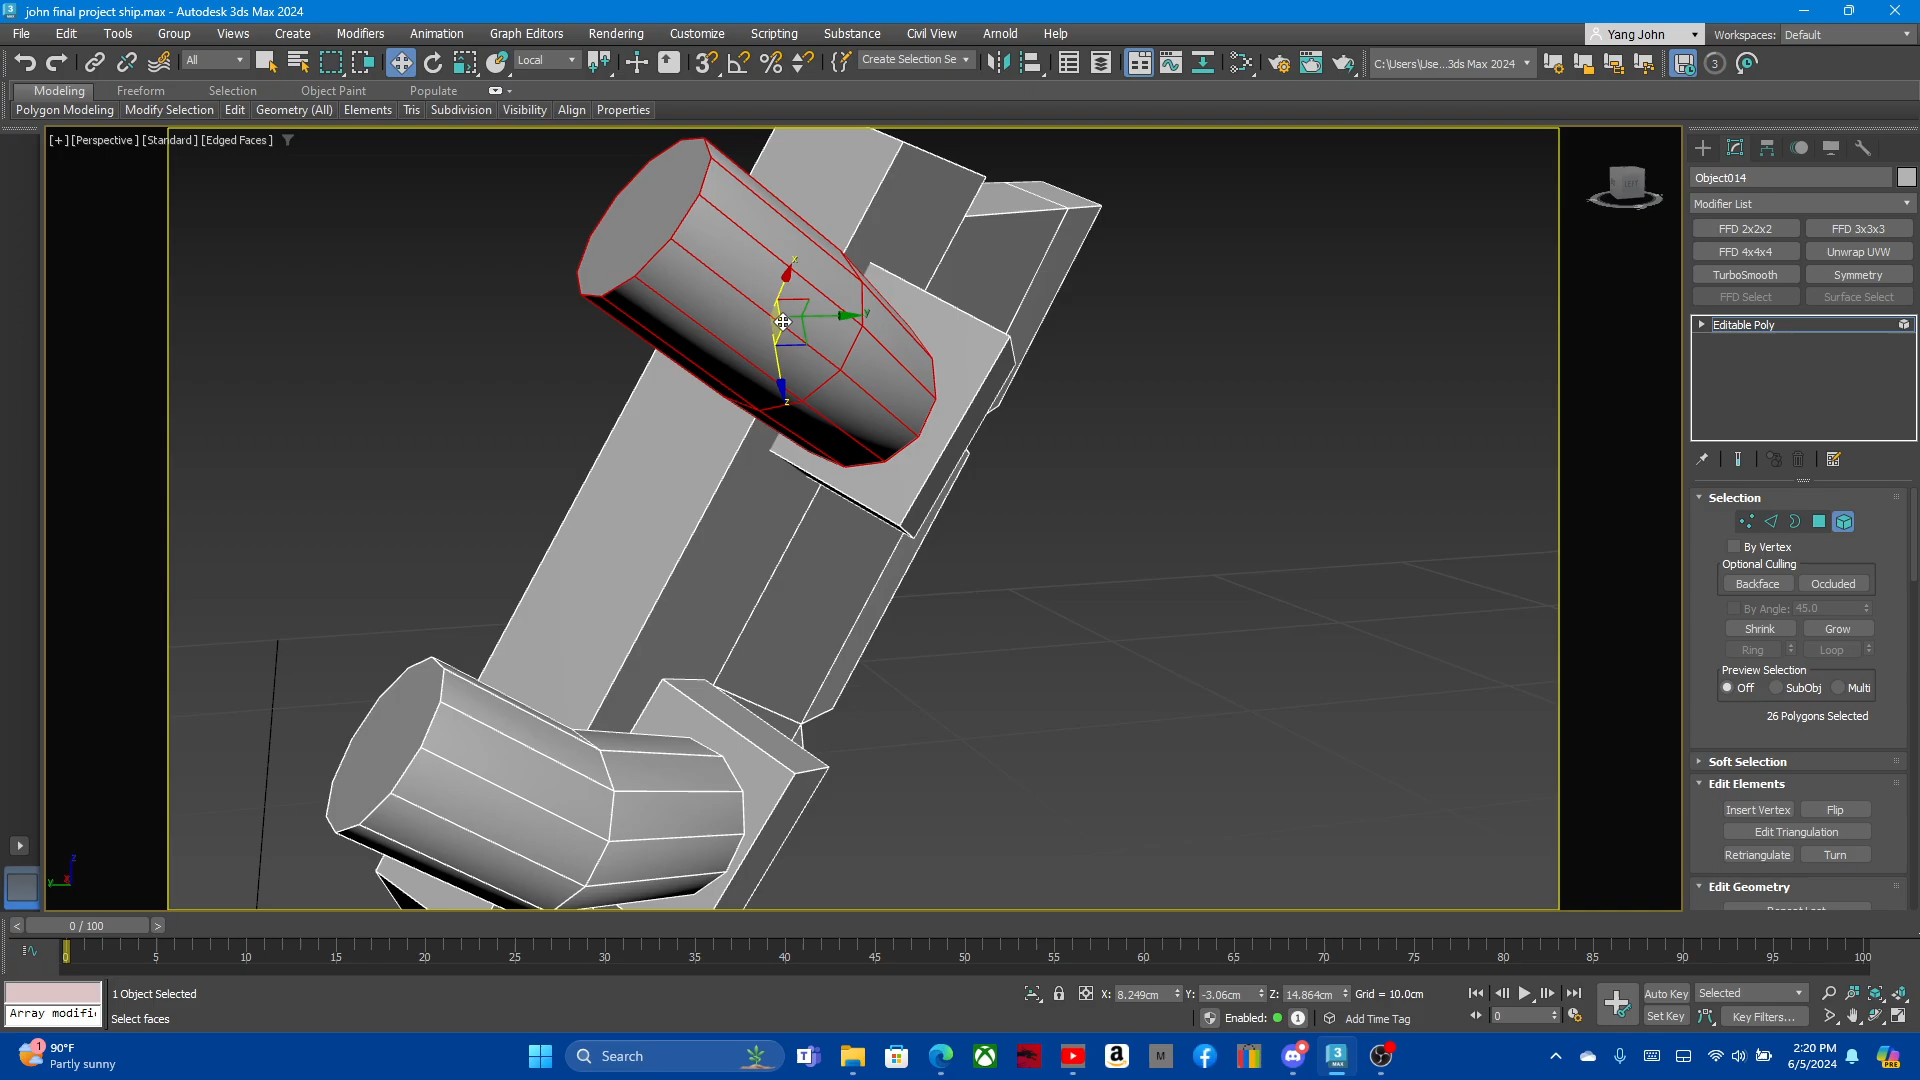 john final project ship.max - Autodesk 3ds Max 2024
File Edit Tools Group Views Create Modifiers Animation Graph Editors Rendering Customize Scripting Substance Civil View Arnold Help
Yang John Workspaces: Default
All Local Create Selection Se C:\Users\Use...3ds Max 2024
Modeling Freeform Selection Object Paint Populate
Polygon Modeling Modify Selection Edit Geometry (All) Elements Tris Subdivision Visibility Align Properties
[+] [Perspective] [Standard] [Edged Faces]
LEFT
x
y
z
Object014
Modifier List
FFD 2x2x2 FFD 3x3x3
FFD 4x4x4 Unwrap UVW
TurboSmooth Symmetry
FFD Select Surface Select
Editable Poly
Selection
By Vertex
Optional Culling
Backface Occluded
By Angle: 45.0
Shrink Grow
Ring Loop
Preview Selection
Off SubObj Multi
26 Polygons Selected
Soft Selection
Edit Elements
Insert Vertex Flip
Edit Triangulation
Retriangulate Turn
Edit Geometry
z
y x
< 0 / 100 >
0 5 10 15 20 25 30 35 40 45 50 55 60 65 70 75 80 85 90 95 100
1 Object Selected X: 8.249cm Y: -3.06cm Z: 14.864cm Grid = 10.0cm Auto Key Selected
Array modifi Select faces Enabled: 1 Add Time Tag 0 Set Key Key Filters...
1 90°F
Partly sunny
Search
2:20 PM
6/5/2024
PRE